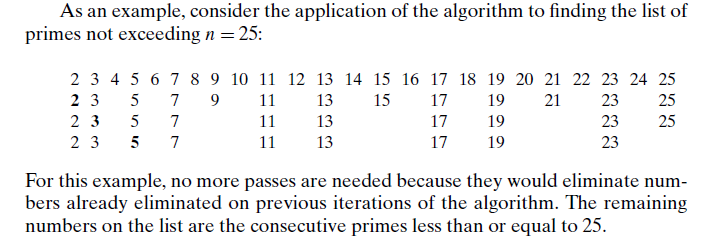 As an example, consider the application of the algorithm to finding the list of
primes not exceeding n = 25:
2 3 4 5 6 7 8 9 10 11 12 13 14 15 16 17 18 19 20 21 22 23 24 25
2 3 5 7 9 11 13 15 17 19 21 23 25
2 3 5 7 11 13 17 19 23 25
2 3 5 7 11 13 17 19 23
For this example, no more passes are needed because they would eliminate num-
bers already eliminated on previous iterations of the algorithm. The remaining
numbers on the list are the consecutive primes less than or equal to 25.